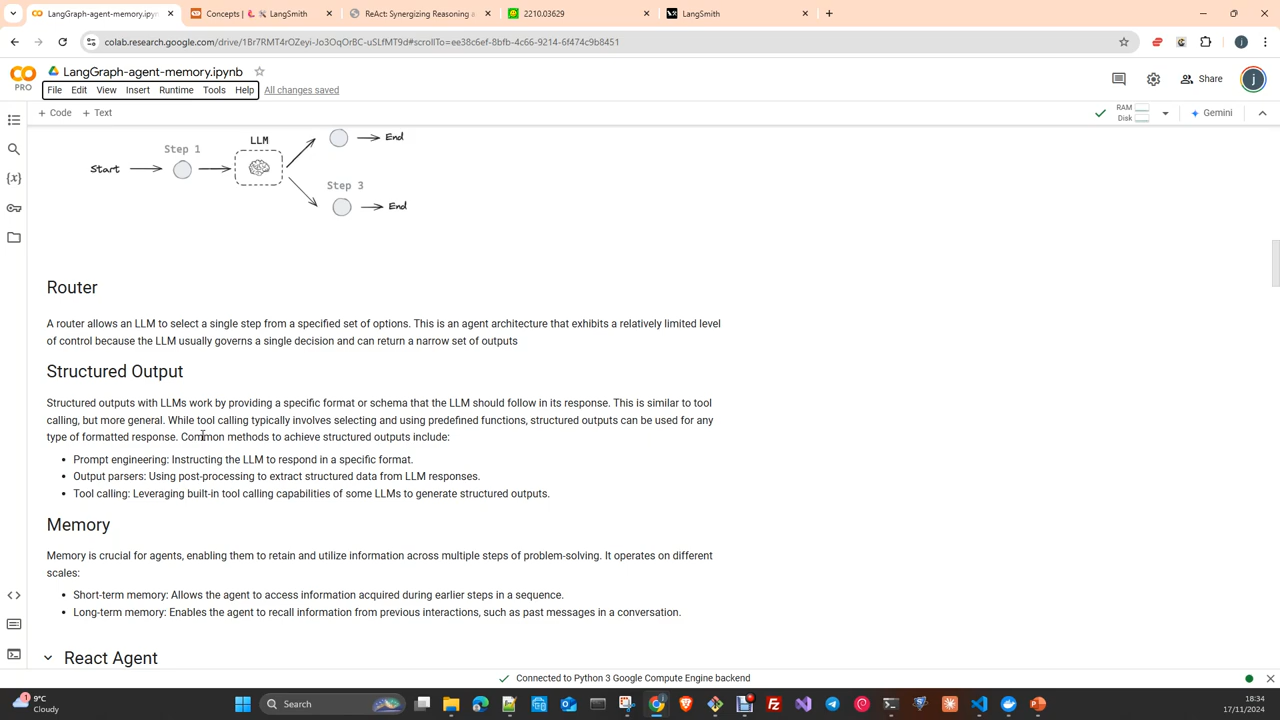 LangGraph-agent-memory.ipyn
Concepts | LangSmith
ReAct: Synergizing Reasoning a
2210.03629
LangSmith
colab.research.google.com/drive/1Br7RMT4rOZeyi-Jo3OqOrBC-uSLfMT9d#scrollTo=ee38c6ef-8bfb-4c66-9214-6f474c9b8451
PRO
LangGraph-agent-memory.ipynb
File Edit View Insert Runtime Tools Help All changes saved
Share
+ Code + Text
RAM
Disk
Gemini
Step 1
LLM
Start
End
Step 3
End
Router
A router allows an LLM to select a single step from a specified set of options. This is an agent architecture that exhibits a relatively limited level
of control because the LLM usually governs a single decision and can return a narrow set of outputs
Structured Output
Structured outputs with LLMs work by providing a specific format or schema that the LLM should follow in its response. This is similar to tool
calling, but more general. While tool calling typically involves selecting and using predefined functions, structured outputs can be used for any
type of formatted response. Common methods to achieve structured outputs include:
• Prompt engineering: Instructing the LLM to respond in a specific format.
• Output parsers: Using post-processing to extract structured data from LLM responses.
• Tool calling: Leveraging built-in tool calling capabilities of some LLMs to generate structured outputs.
Memory
Memory is crucial for agents, enabling them to retain and utilize information across multiple steps of problem-solving. It operates on different
scales:
• Short-term memory: Allows the agent to access information acquired during earlier steps in a sequence.
• Long-term memory: Enables the agent to recall information from previous interactions, such as past messages in a conversation.
React Agent
Connected to Python 3 Google Compute Engine backend
9°C
Cloudy
Search
18:34
17/11/2024